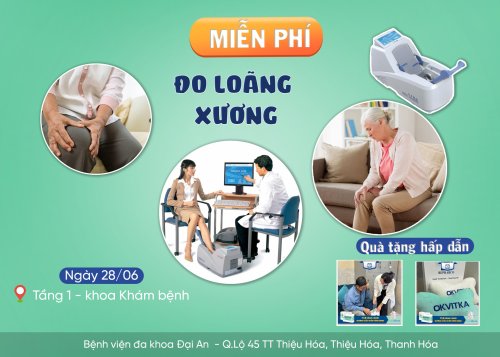 MIỄN PHÍ
ĐO LOÃNG
XƯƠNG
Quà tặng hấp dẫn
OKVITKA
Ngày 28/06
Tầng 1 - khoa Khám bệnh
Bệnh viện đa khoa Đại An - Q.Lộ 45 TT Thiệu Hóa, Thiệu Hóa, Thanh Hóa